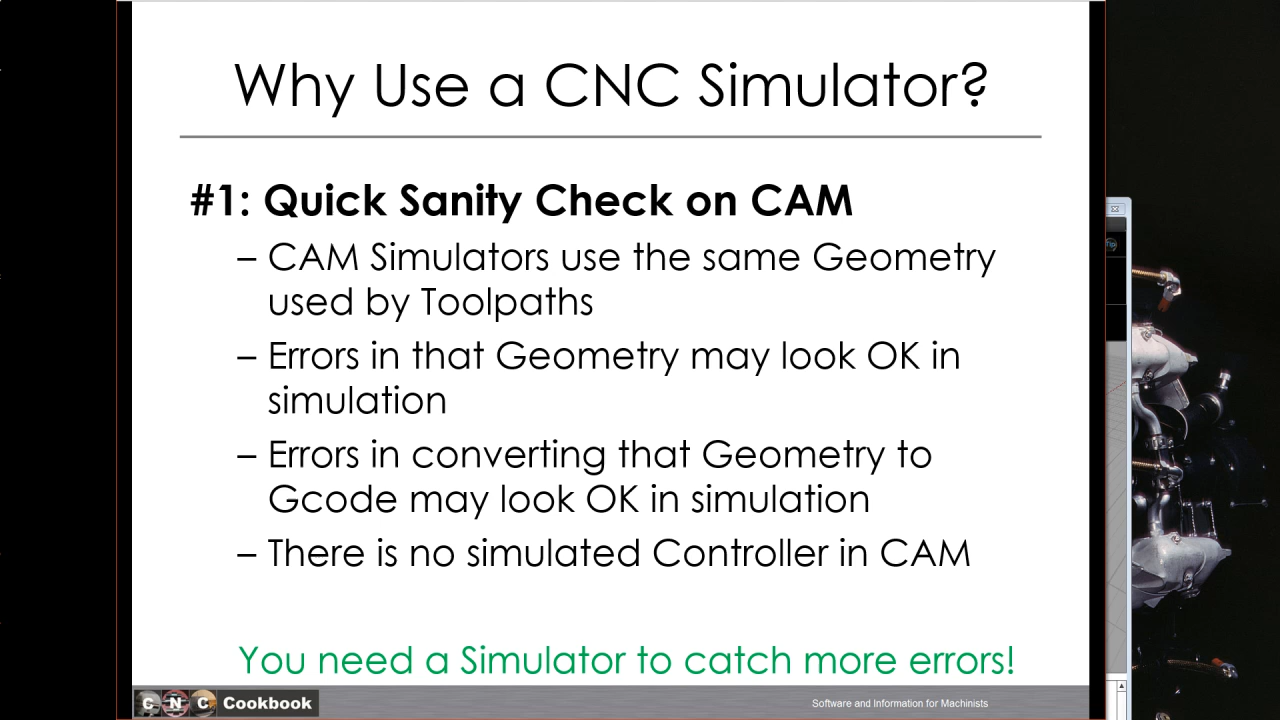 Why Use a CNC Simulator?
#1: Quick Sanity Check on CAM
– CAM Simulators use the same Geometry
used by Toolpaths
– Errors in that Geometry may look OK in
simulation
– Errors in converting that Geometry to
Gcode may look OK in simulation
– There is no simulated Controller in CAM
You need a Simulator to catch more errors!
CNC Cookbook
Software and Information for Machinists